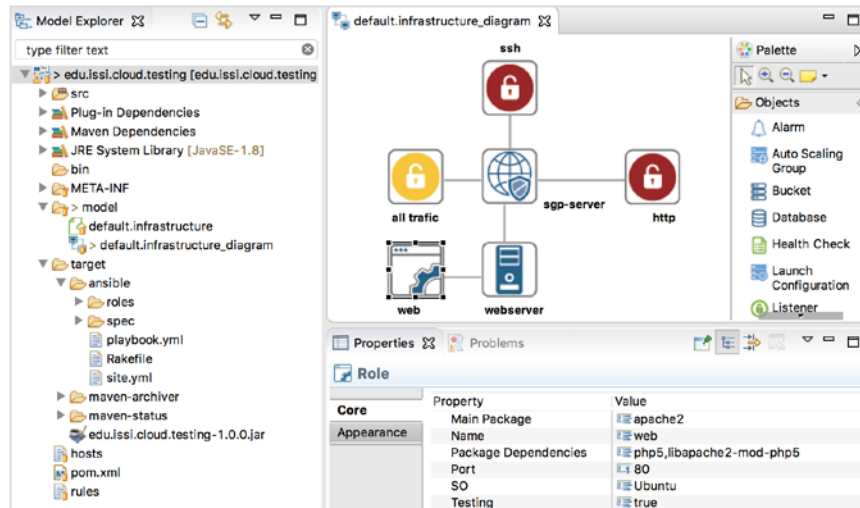 Model Explorer
type filter text
> edu.issi.cloud.testing [edu.issi.cloud.testing
src
Plug-in Dependencies
Maven Dependencies
JRE System Library [JavaSE-1.8]
bin
META-INF
> model
default.infrastructure
> default.infrastructure_diagram
target
ansible
roles
spec
playbook.yml
Rakefile
site.yml
maven-archiver
maven-status
edu.issi.cloud.testing-1.0.0.jar
hosts
pom.xml
rules
default.infrastructure_diagram
ssh
all trafic
sgp-server
http
web
webserver
Palette
Objects
Alarm
Auto Scaling
Group
Bucket
Database
Health Check
Launch
Configuration
Listener
Properties
Problems
Role
Core
Appearance
Property Value
Main Package apache2
Name web
Package Dependencies php5,libapache2-mod-php5
Port 80
SO Ubuntu
Testing true